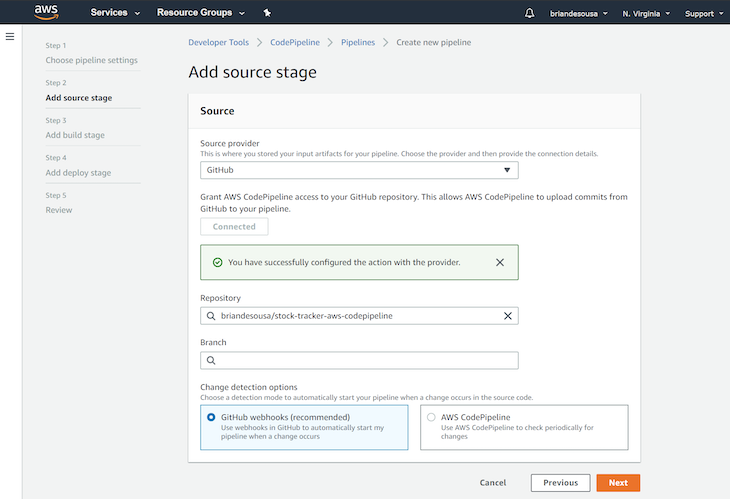 aws Services Resource Groups briandesousa N. Virginia Support
Developer Tools CodePipeline Pipelines Create new pipeline
Step 1
Choose pipeline settings
Step 2
Add source stage
Step 3
Add build stage
Step 4
Add deploy stage
Step 5
Review
Add source stage
Source
Source provider
This is where you stored your input artifacts for your pipeline. Choose the provider and then provide the connection details.
GitHub
Grant AWS CodePipeline access to your GitHub repository. This allows AWS CodePipeline to upload commits from
GitHub to your pipeline.
Connected
You have successfully configured the action with the provider.
Repository
briandesousa/stock-tracker-aws-codepipeline
Branch
Change detection options
Choose a detection mode to automatically start your pipeline when a change occurs in the source code.
GitHub webhooks (recommended)
Use webhooks in GitHub to automatically start my
pipeline when a change occurs
AWS CodePipeline
Use AWS CodePipeline to check periodically for
changes
Cancel Previous Next